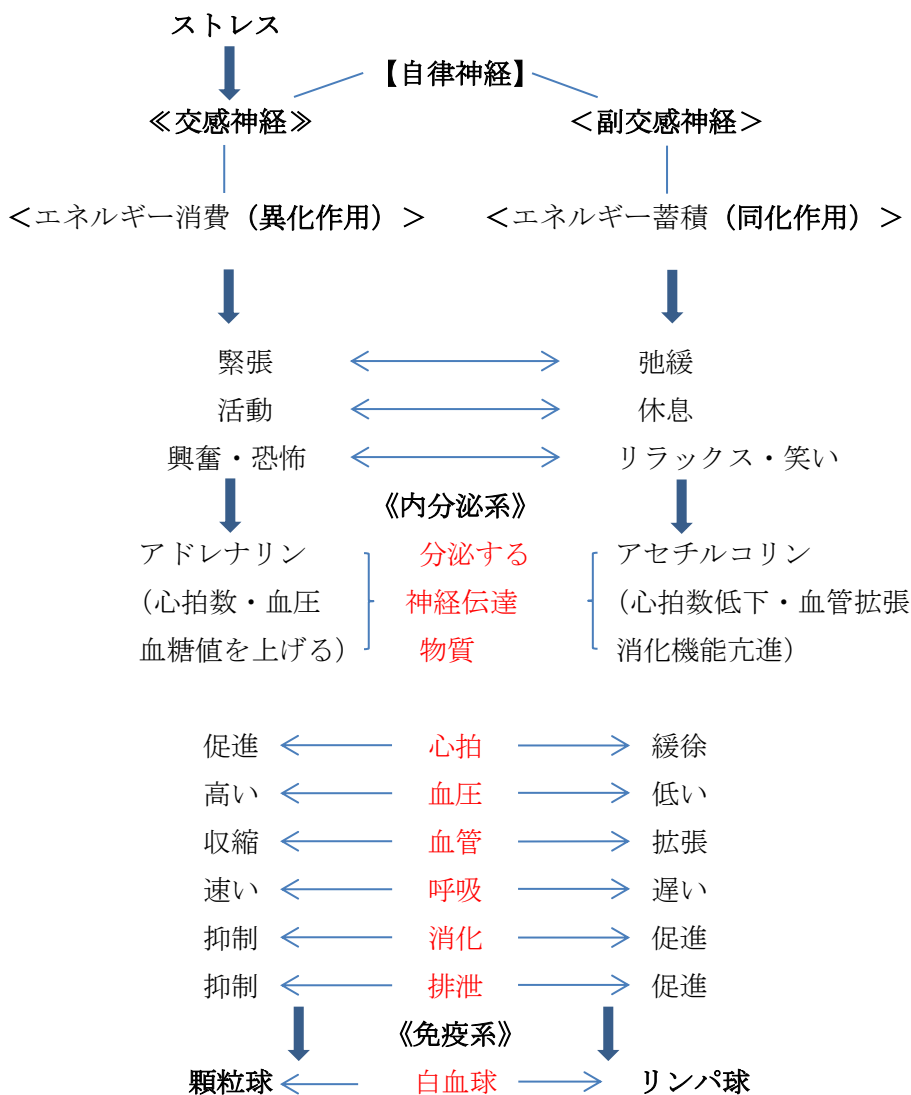 ストレス
【自律神経】
≪交感神経≫ ＜副交感神経＞
＜エネルギー消費（異化作用）＞ ＜エネルギー蓄積（同化作用）＞
緊張 弛緩
活動 休息
興奮・恐怖 リラックス・笑い
《内分泌系》
アドレナリン 分泌する アセチルコリン
（心拍数・血圧 神経伝達 （心拍数低下・血管拡張
血糖値を上げる） 物質 消化機能亢進）
促進 心拍 緩徐
高い 血圧 低い
収縮 血管 拡張
速い 呼吸 遅い
抑制 消化 促進
抑制 排泄 促進
《免疫系》
顆粒球 白血球 リンパ球